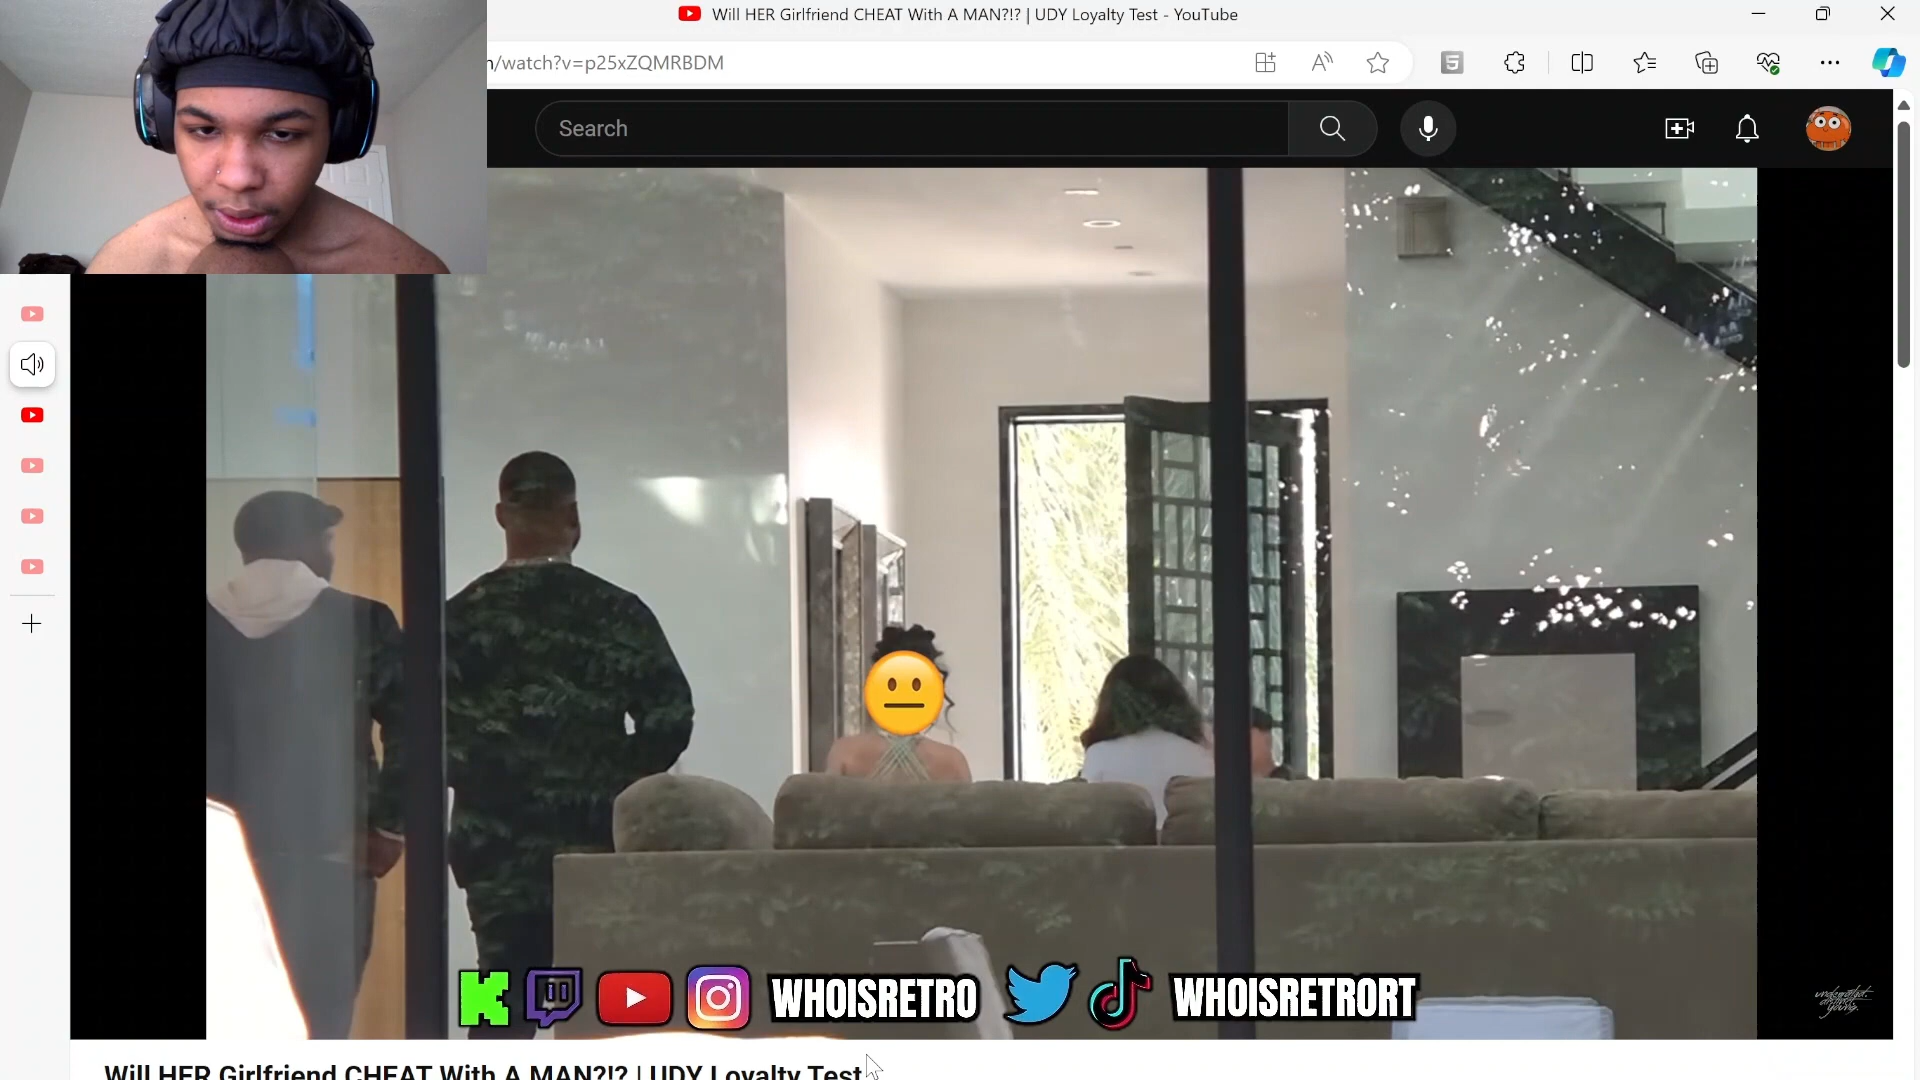 Will HER Girlfriend CHEAT With A MAN?!? | UDY Loyalty Test - YouTube
/watch?v=p25xZQMRBDM
Search
WHOISRETRO WHOISRETRORT
Will HER Girlfriend CHEAT With A MAN?!? | UDY Loyalty Test